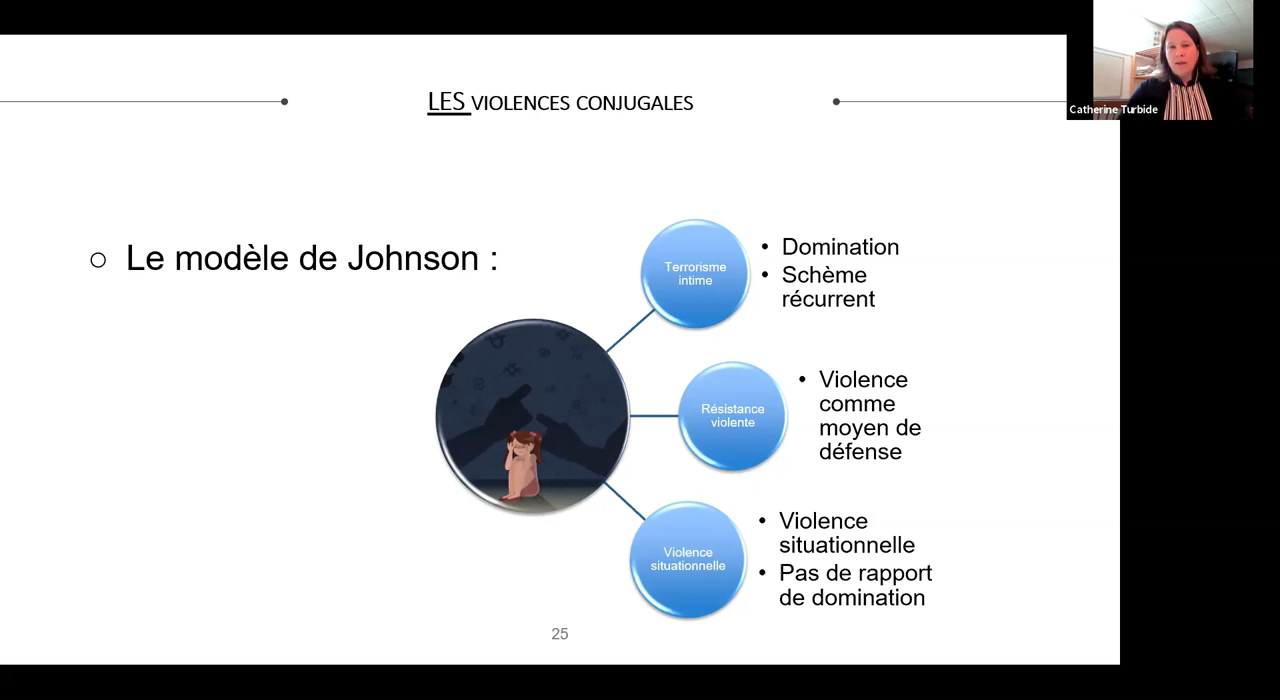 Catherine Turbide
LES VIOLENCES CONJUGALES
○ Le modèle de Johnson :
Terrorisme
intime
• Domination
• Schème
récurrent
Résistance
violente
• Violence
comme
moyen de
défense
Violence
situationnelle
• Violence
situationnelle
• Pas de rapport
de domination
25